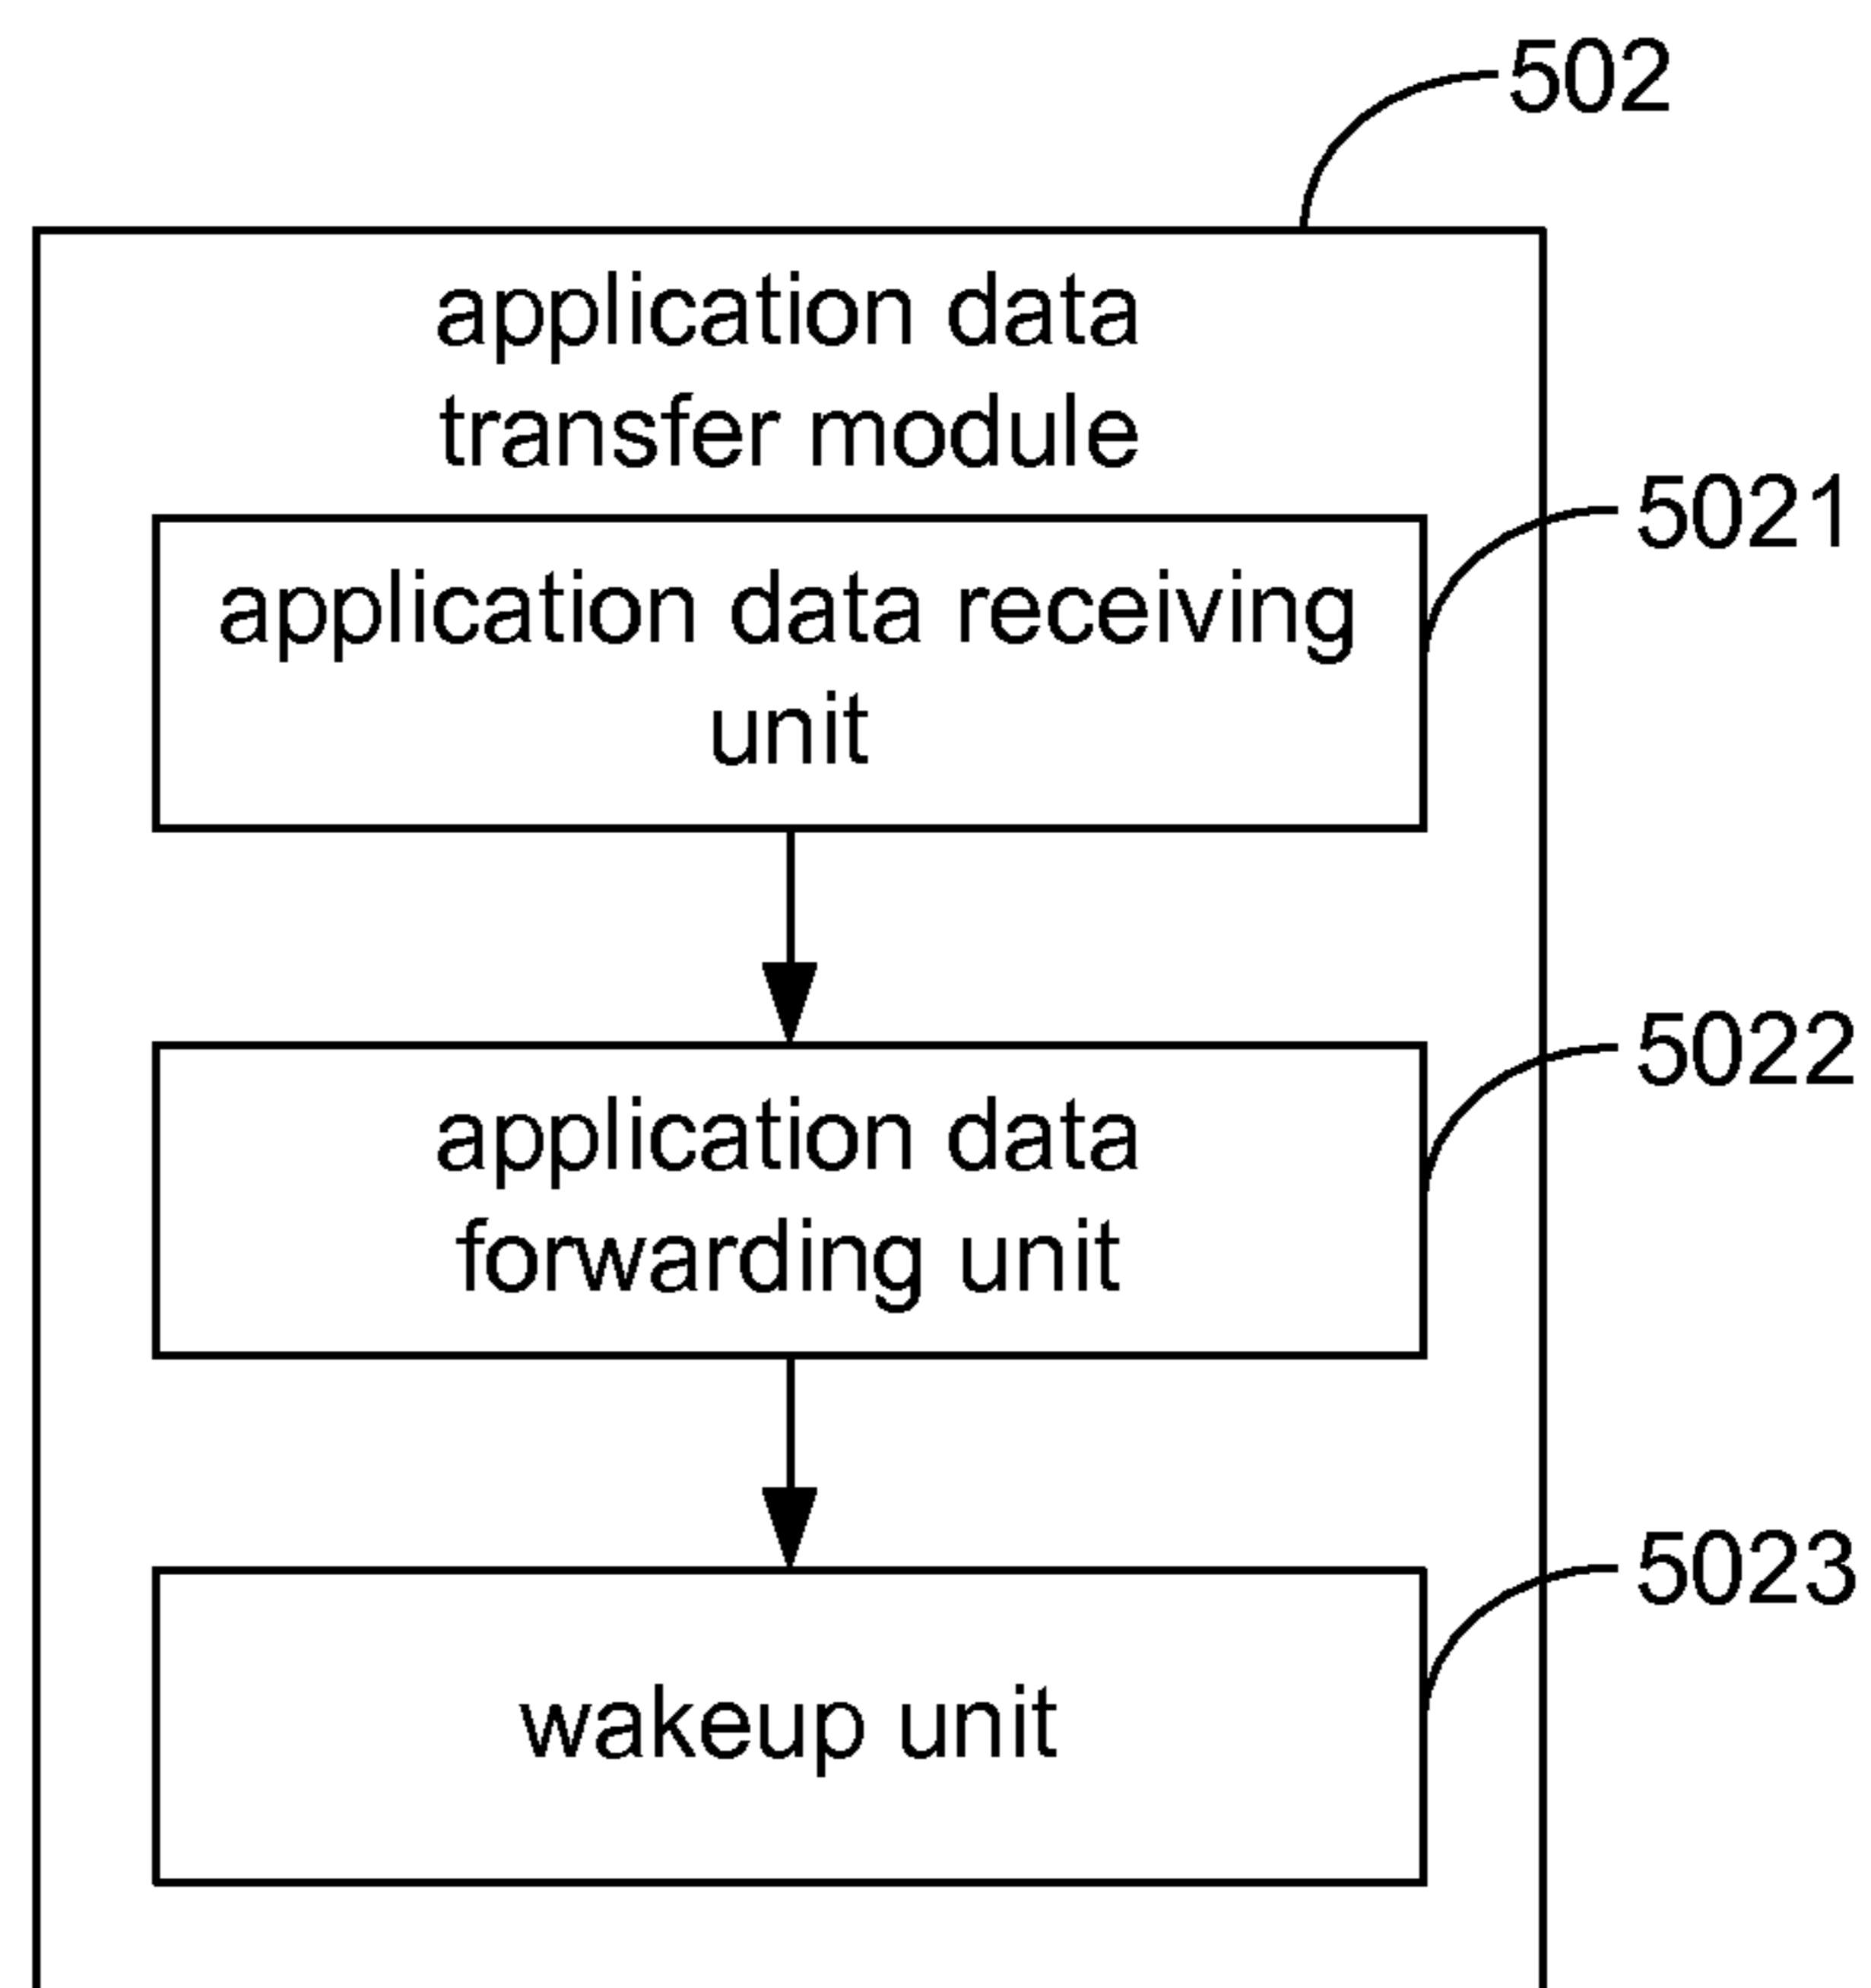 502
application data
transfer module
5021
application data receiving
unit
5022
application data
forwarding unit
5023
wakeup unit